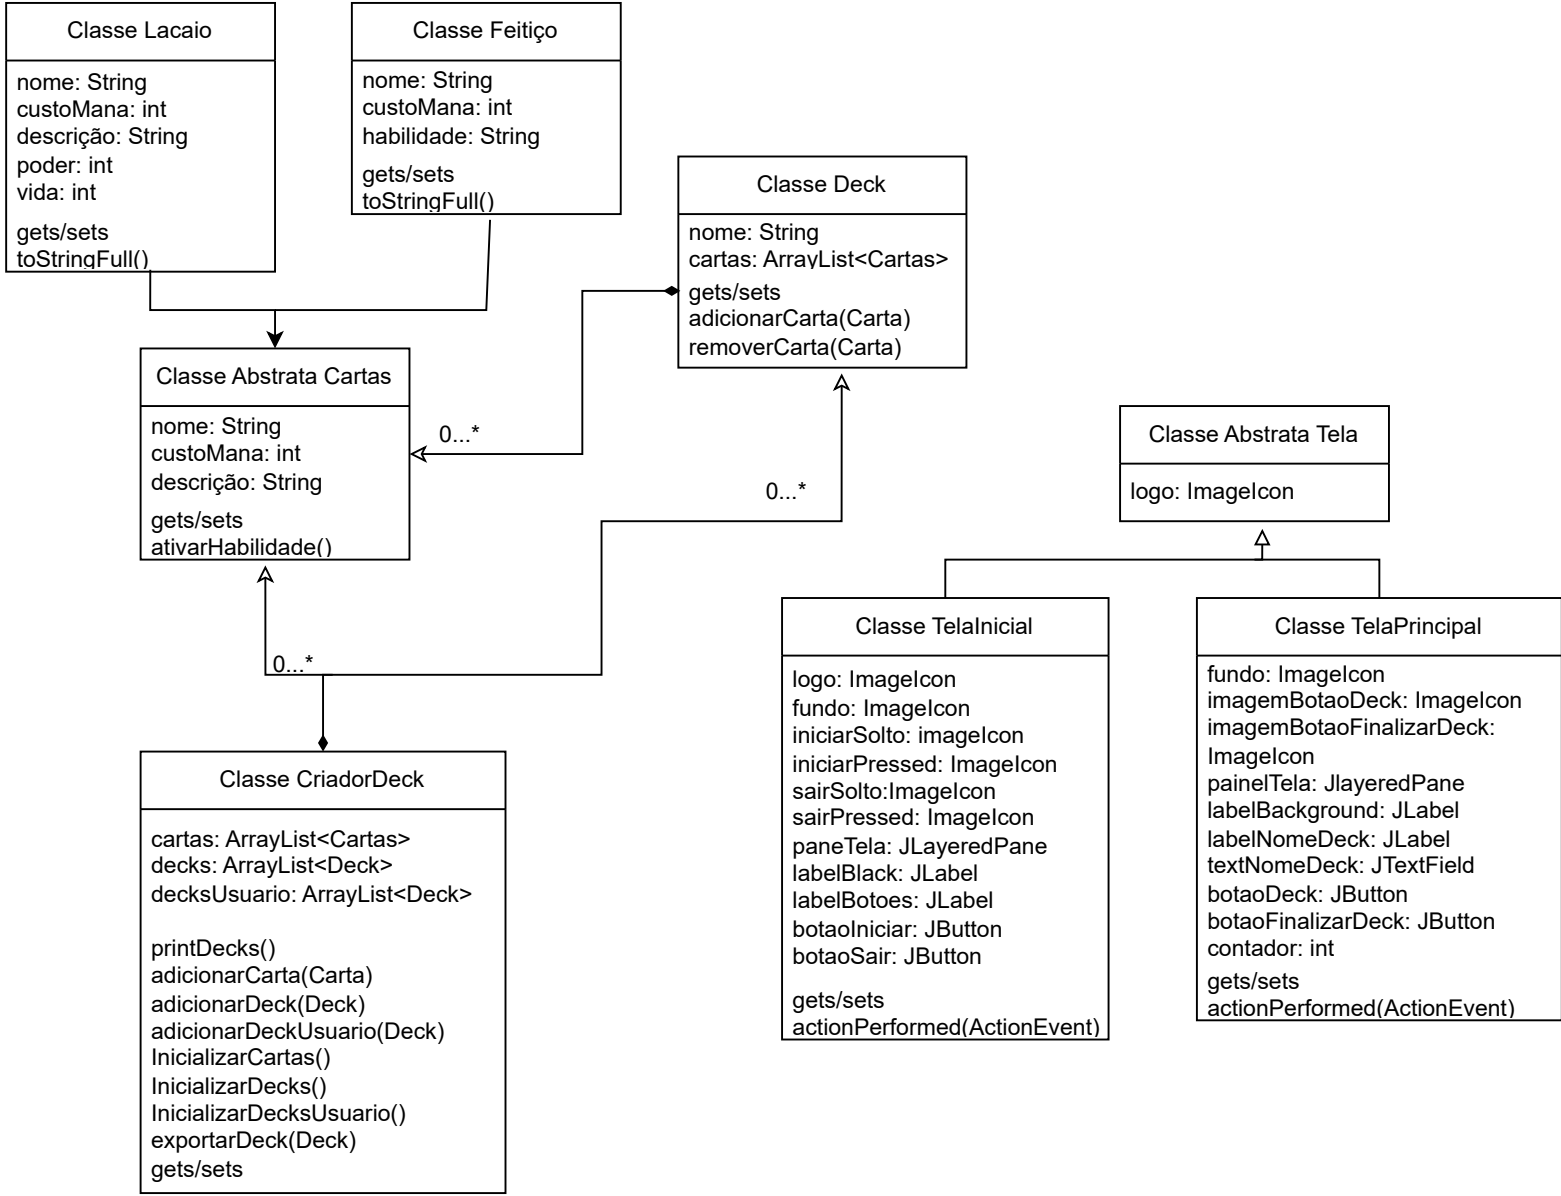 Classe Lacaio
nome: String
custoMana: int
descrição: String
poder: int
vida: int
gets/sets
toStringFull()
Classe Feitiço
nome: String
custoMana: int
habilidade: String
gets/sets
toStringFull()
Classe Deck
nome: String
cartas: ArrayList<Cartas>
gets/sets
adicionarCarta(Carta)
removerCarta(Carta)
Classe Abstrata Cartas
nome: String
custoMana: int
descrição: String
gets/sets
ativarHabilidade()
0...*
0...*
0...*
Classe CriadorDeck
cartas: ArrayList<Cartas>
decks: ArrayList<Deck>
decksUsuario: ArrayList<Deck>
printDecks()
adicionarCarta(Carta)
adicionarDeck(Deck)
adicionarDeckUsuario(Deck)
InicializarCartas()
InicializarDecks()
InicializarDecksUsuario()
exportarDeck(Deck)
gets/sets
Classe Abstrata Tela
logo: ImageIcon
Classe TelaInicial
logo: ImageIcon
fundo: ImageIcon
iniciarSolto: imageIcon
iniciarPressed: ImageIcon
sairSolto:ImageIcon
sairPressed: ImageIcon
paneTela: JLayeredPane
labelBlack: JLabel
labelBotoes: JLabel
botaoIniciar: JButton
botaoSair: JButton
gets/sets
actionPerformed(ActionEvent)
Classe TelaPrincipal
fundo: ImageIcon
imagemBotaoDeck: ImageIcon
imagemBotaoFinalizarDeck:
ImageIcon
painelTela: JlayeredPane
labelBackground: JLabel
labelNomeDeck: JLabel
textNomeDeck: JTextField
botaoDeck: JButton
botaoFinalizarDeck: JButton
contador: int
gets/sets
actionPerformed(ActionEvent)